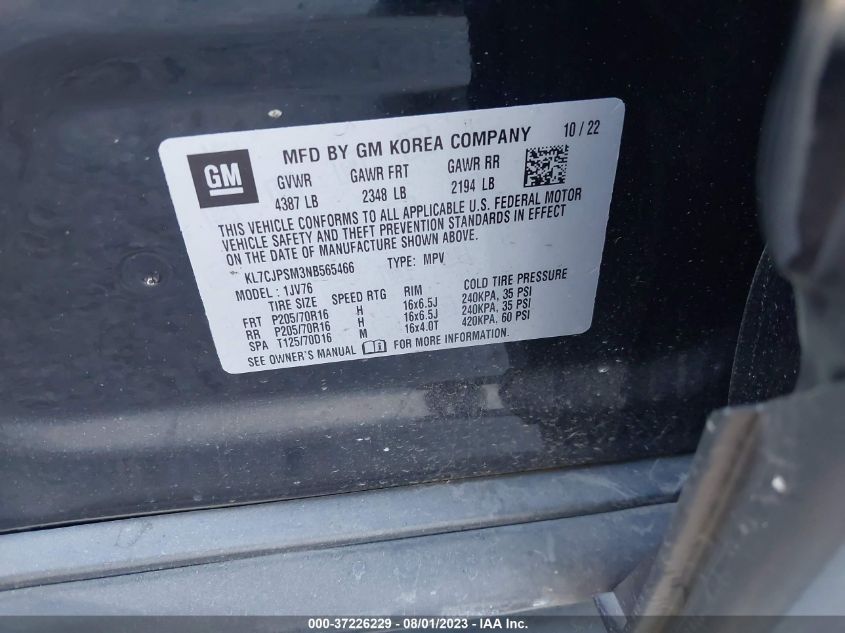 GM
MFD BY GM KOREA COMPANY 10 / 22
GVWR GAWR FRT GAWR RR
4387 LB 2348 LB 2194 LB
THIS VEHICLE CONFORMS TO ALL APPLICABLE U.S. FEDERAL MOTOR
VEHICLE SAFETY AND THEFT PREVENTION STANDARDS IN EFFECT
ON THE DATE OF MANUFACTURE SHOWN ABOVE.
KL7CJPSM3NB565466 TYPE: MPV
MODEL : 1JV76
TIRE SIZE SPEED RTG RIM COLD TIRE PRESSURE
FRT P205/70R16 H 16x6.5J 240KPA, 35 PSI
RR P205/70R16 H 16x6.5J 240KPA, 35 PSI
SPA T125/70D16 M 16x4.0T 420KPA, 60 PSI
SEE OWNER'S MANUAL FOR MORE INFORMATION.
000-37226229 - 08/01/2023 - IAA Inc.